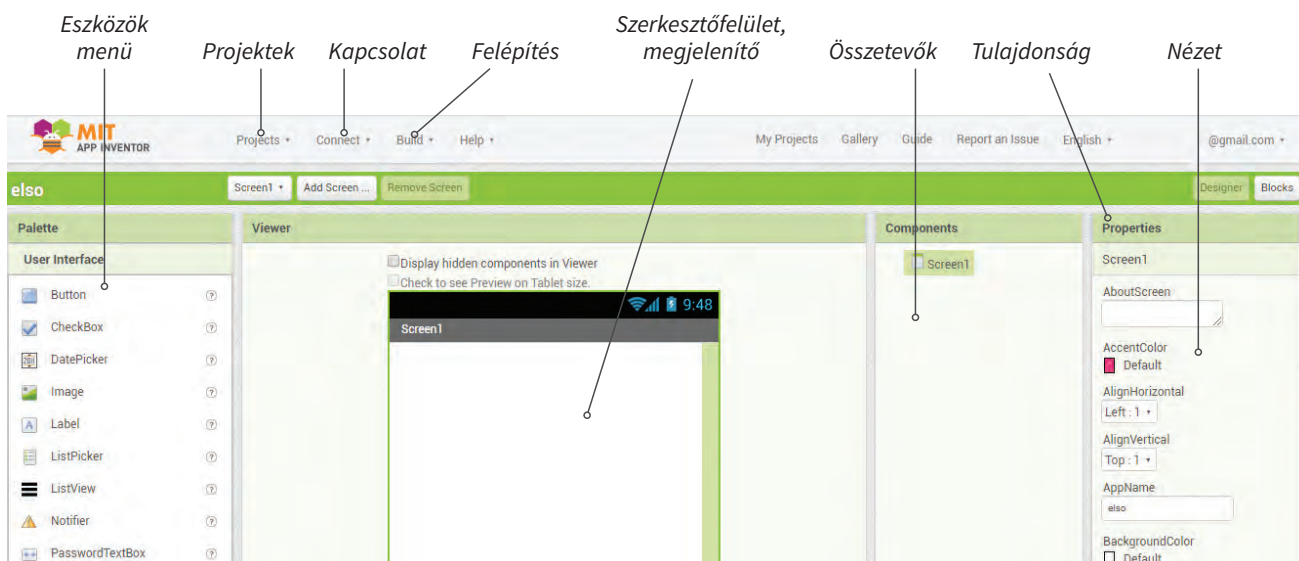 Eszközök
menü
Projektek
Kapcsolat
Felépítés
Szerkesztőfelület,
megjelenítő
Összetevők
Tulajdonság
Nézet
MIT
APP INVENTOR
Projects
Connect
Build
Help
My Projects
Gallery
Guide
Report an Issue
English
@gmail.com
elso
Screen1
Add Screen ...
Remove Screen
Designer
Blocks
Palette
Viewer
Components
Properties
User Interface
Button
CheckBox
DatePicker
Image
Label
ListPicker
ListView
Notifier
PasswordTextBox
Display hidden components in Viewer
Check to see Preview on Tablet size.
9:48
Screen1
Screen1
Screen1
AboutScreen
AccentColor
Default
AlignHorizontal
Left : 1
AlignVertical
Top : 1
AppName
elso
BackgroundColor
Default